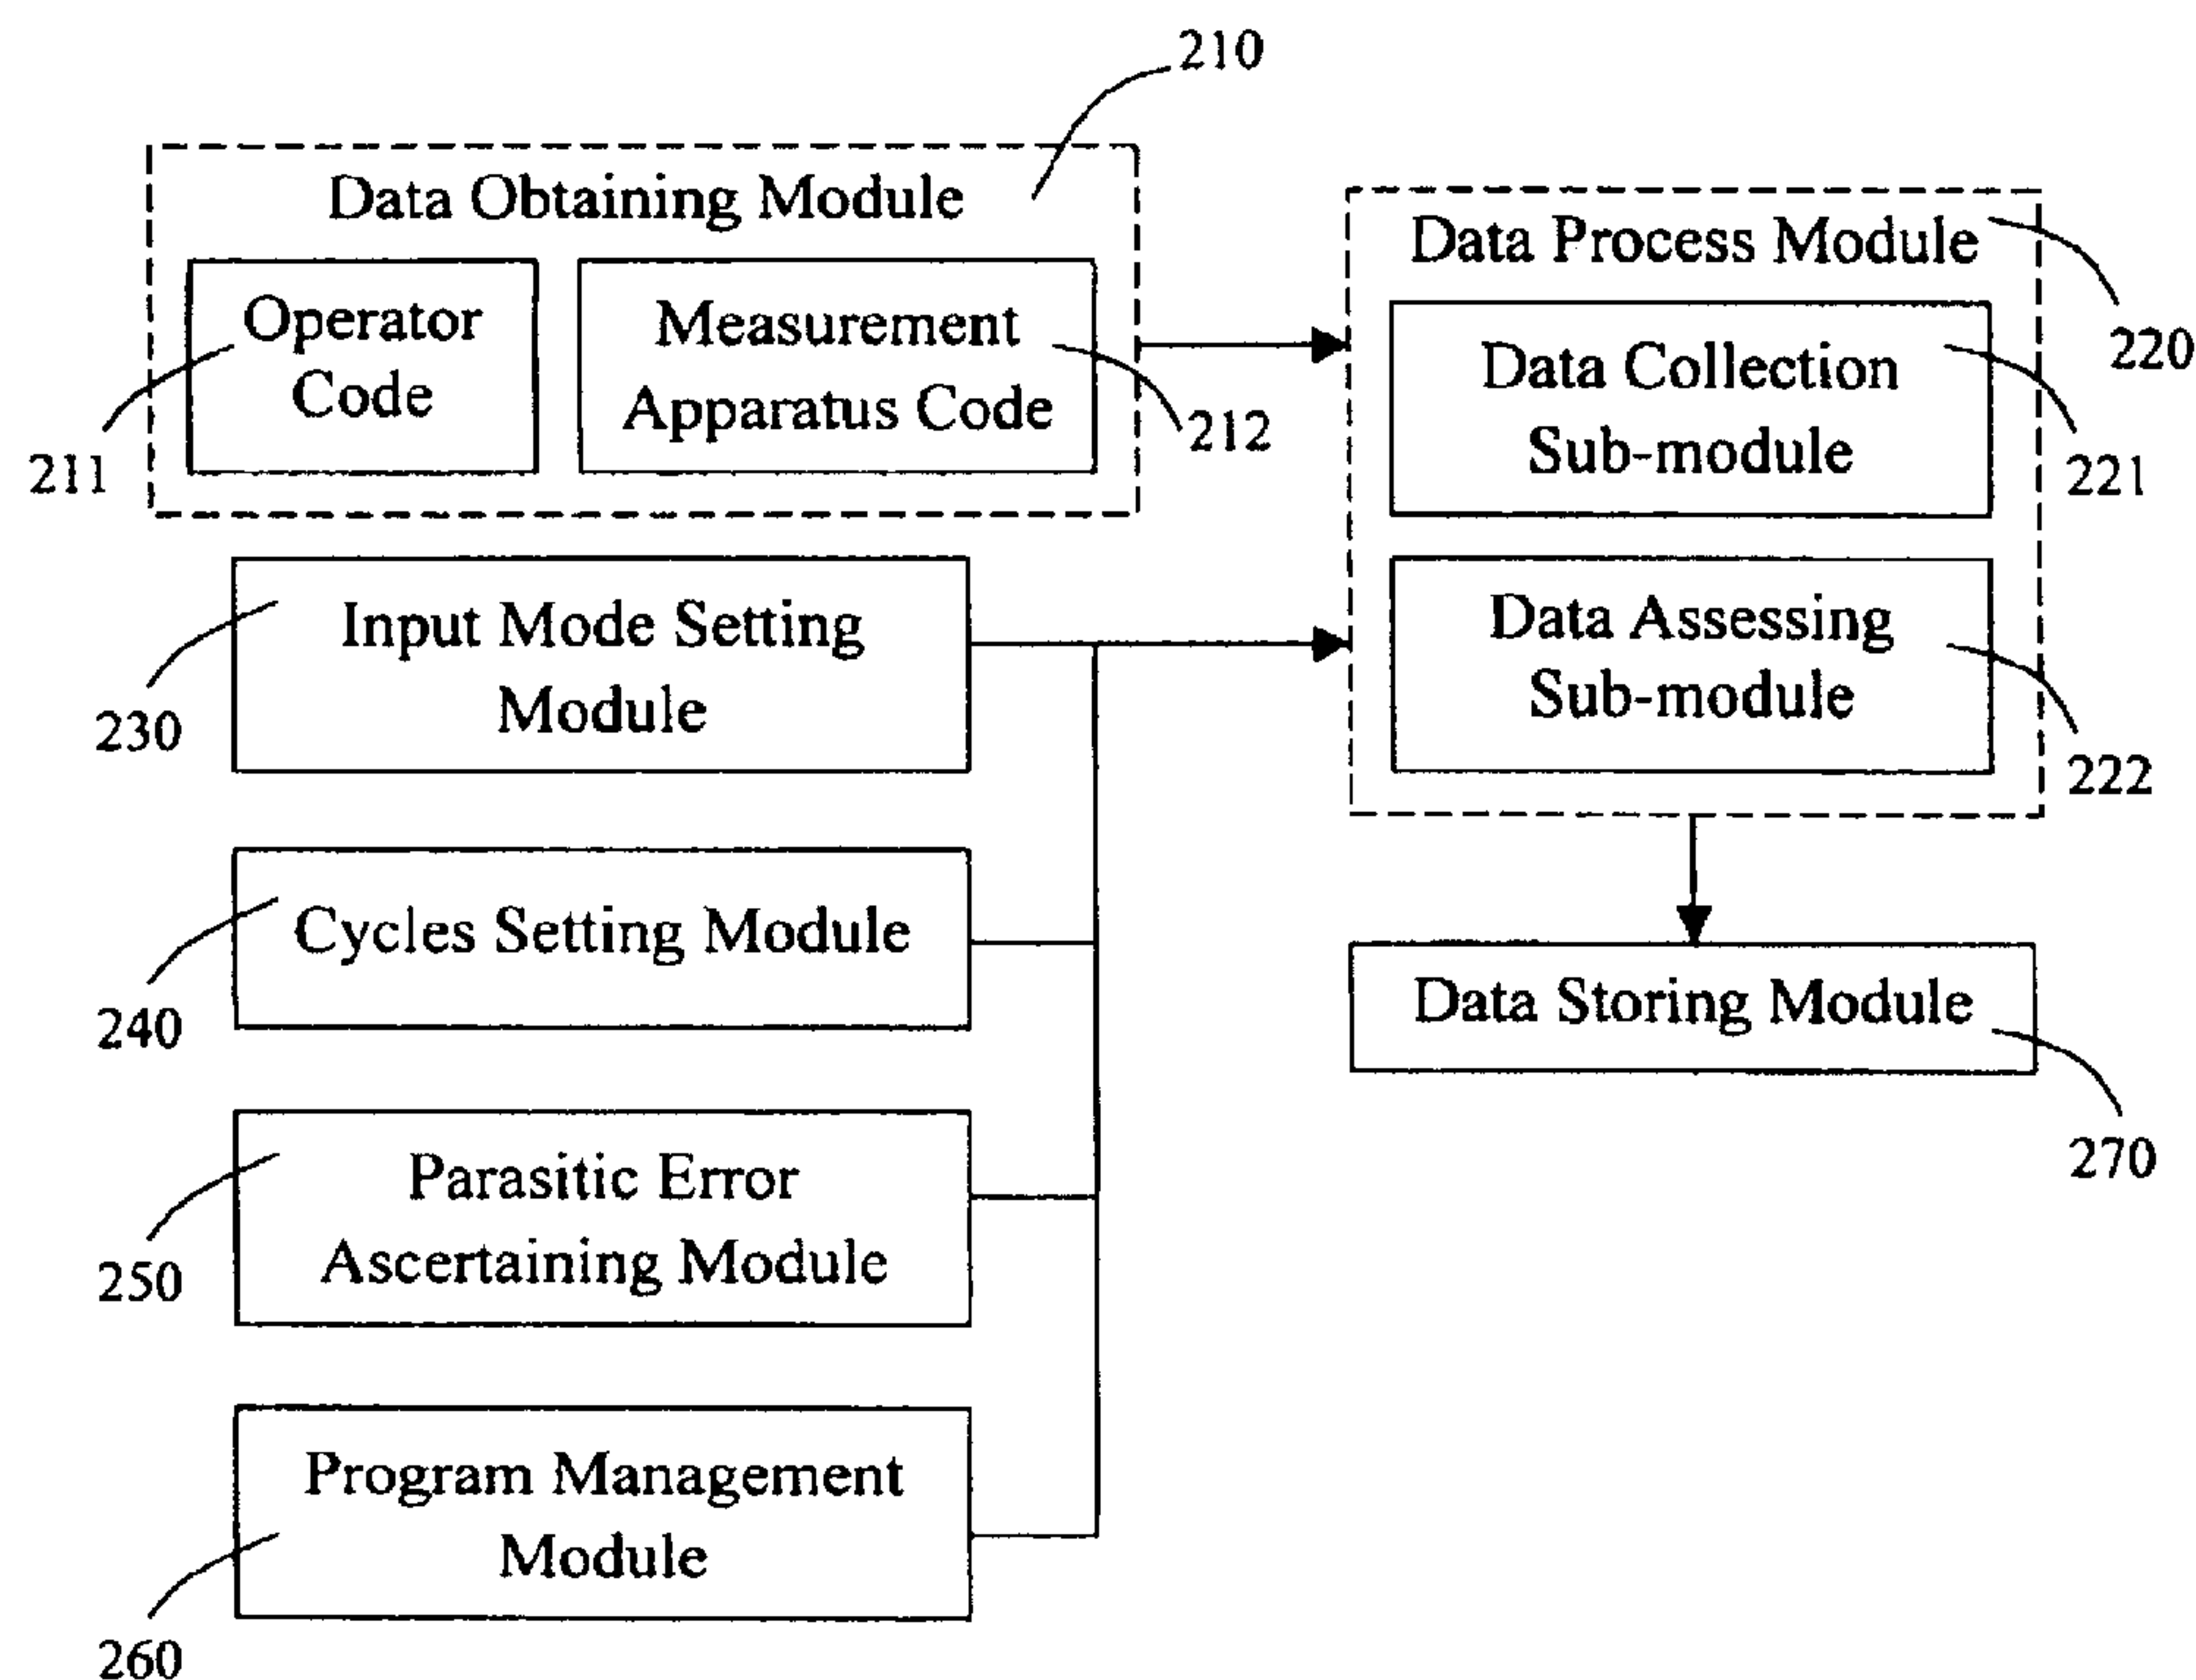 210
Data Obtaining Module
Operator
Code
Measurement
Apparatus Code
211
212
Data Process Module
220
Data Collection
Sub-module
221
Data Assessing
Sub-module
222
Input Mode Setting
Module
230
Cycles Setting Module
240
Data Storing Module
270
Parasitic Error
Ascertaining Module
250
Program Management
Module
260